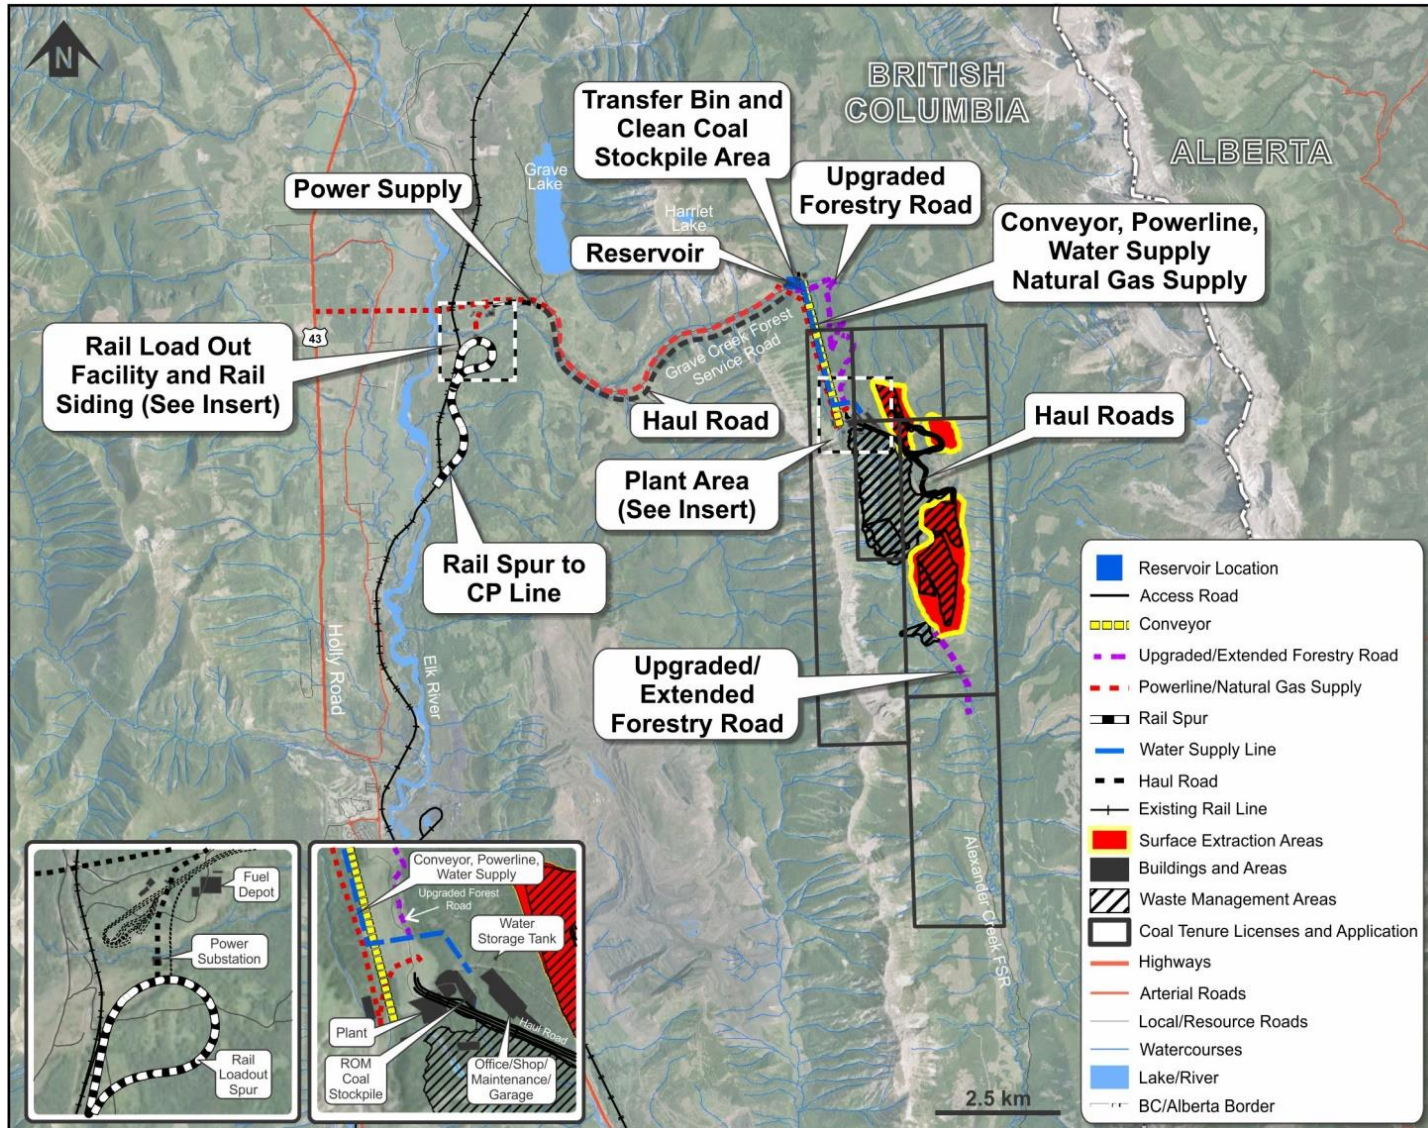 N
BRITISH
COLUMBIA
ALBERTA
Transfer Bin and
Clean Coal
Stockpile Area
Upgraded
Forestry Road
Power Supply
Grave
Lake
Harriet
Lake
Reservoir
Conveyor, Powerline,
Water Supply
Natural Gas Supply
43
Rail Load Out
Facility and Rail
Siding (See Insert)
Grave Creek Forest
Service Road
Haul Road
Haul Roads
Plant Area
(See Insert)
Rail Spur to
CP Line
Holly Road
Elk River
Upgraded/
Extended
Forestry Road
Alexander Creek FSR
Reservoir Location
Access Road
Conveyor
Upgraded/Extended Forestry Road
Powerline/Natural Gas Supply
Rail Spur
Water Supply Line
Haul Road
Existing Rail Line
Surface Extraction Areas
Buildings and Areas
Waste Management Areas
Coal Tenure Licenses and Application
Highways
Arterial Roads
Local/Resource Roads
Watercourses
Lake/River
BC/Alberta Border
2.5 km
Fuel
Depot
Power
Substation
Rail
Loadout
Spur
Conveyor, Powerline,
Water Supply
Upgraded Forest
Road
Water
Storage Tank
Plant
Haul Road
ROM
Coal
Stockpile
Office/Shop/
Maintenance/
Garage